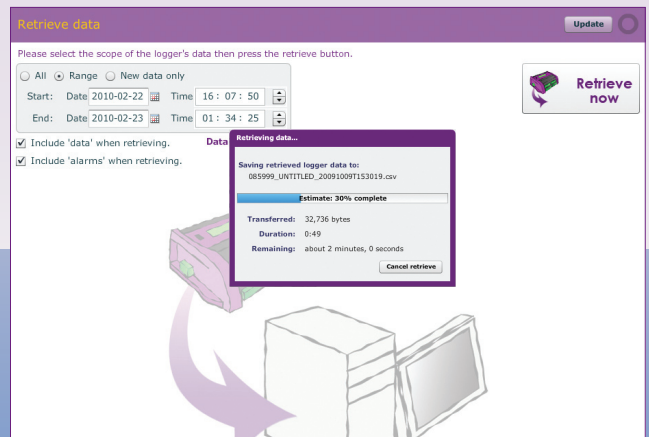 Retrieve data
Update
Please select the scope of the logger's data then press the retrieve button.
All Range New data only
Start: Date 2010-02-22 Time 16 : 07 : 50
End: Date 2010-02-23 Time 01 : 34 : 25
Retrieve
now
Include 'data' when retrieving.
Data
Include 'alarms' when retrieving.
Retrieving data...
Saving retrieved logger data to:
085999_UNTITLED_20091009T153019.csv
Estimate: 30% complete
Transferred: 32,736 bytes
Duration: 0:49
Remaining: about 2 minutes, 0 seconds
Cancel retrieve